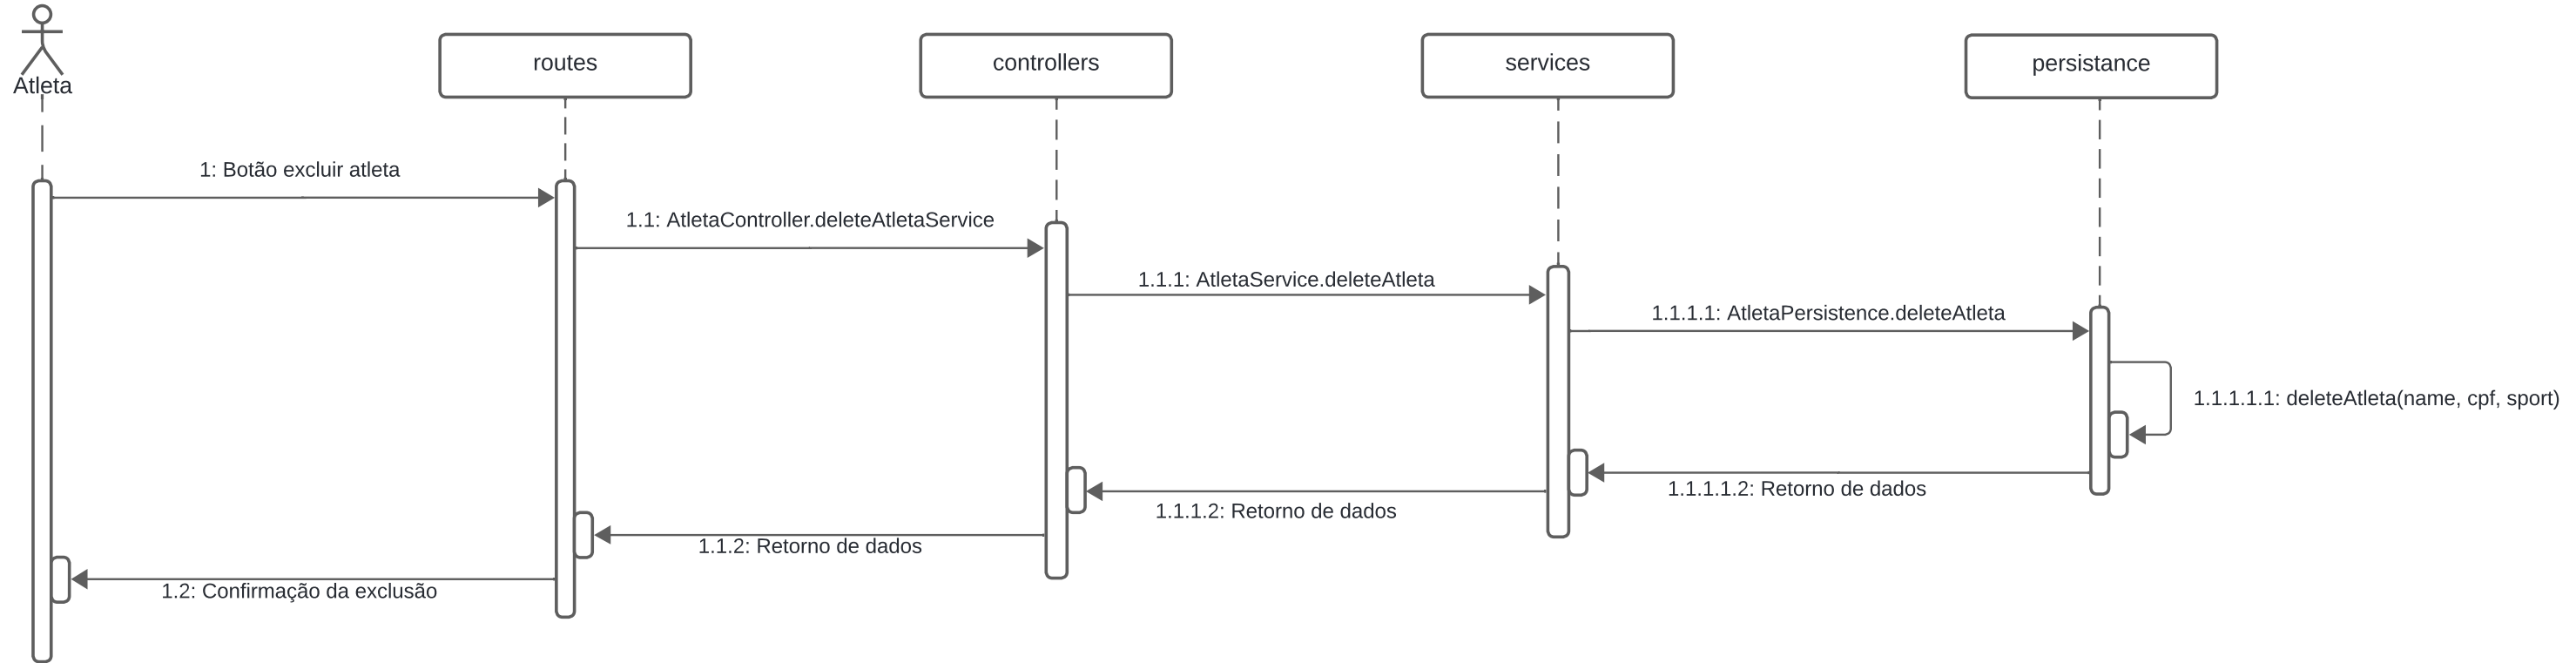 Atleta
routes
controllers
services
persistance
1: Botão excluir atleta
1.1: AtletaController.deleteAtletaService
1.1.1: AtletaService.deleteAtleta
1.1.1.1: AtletaPersistence.deleteAtleta
1.1.1.1.1: deleteAtleta(name, cpf, sport)
1.1.1.1.2: Retorno de dados
1.1.1.2: Retorno de dados
1.1.2: Retorno de dados
1.2: Confirmação da exclusão